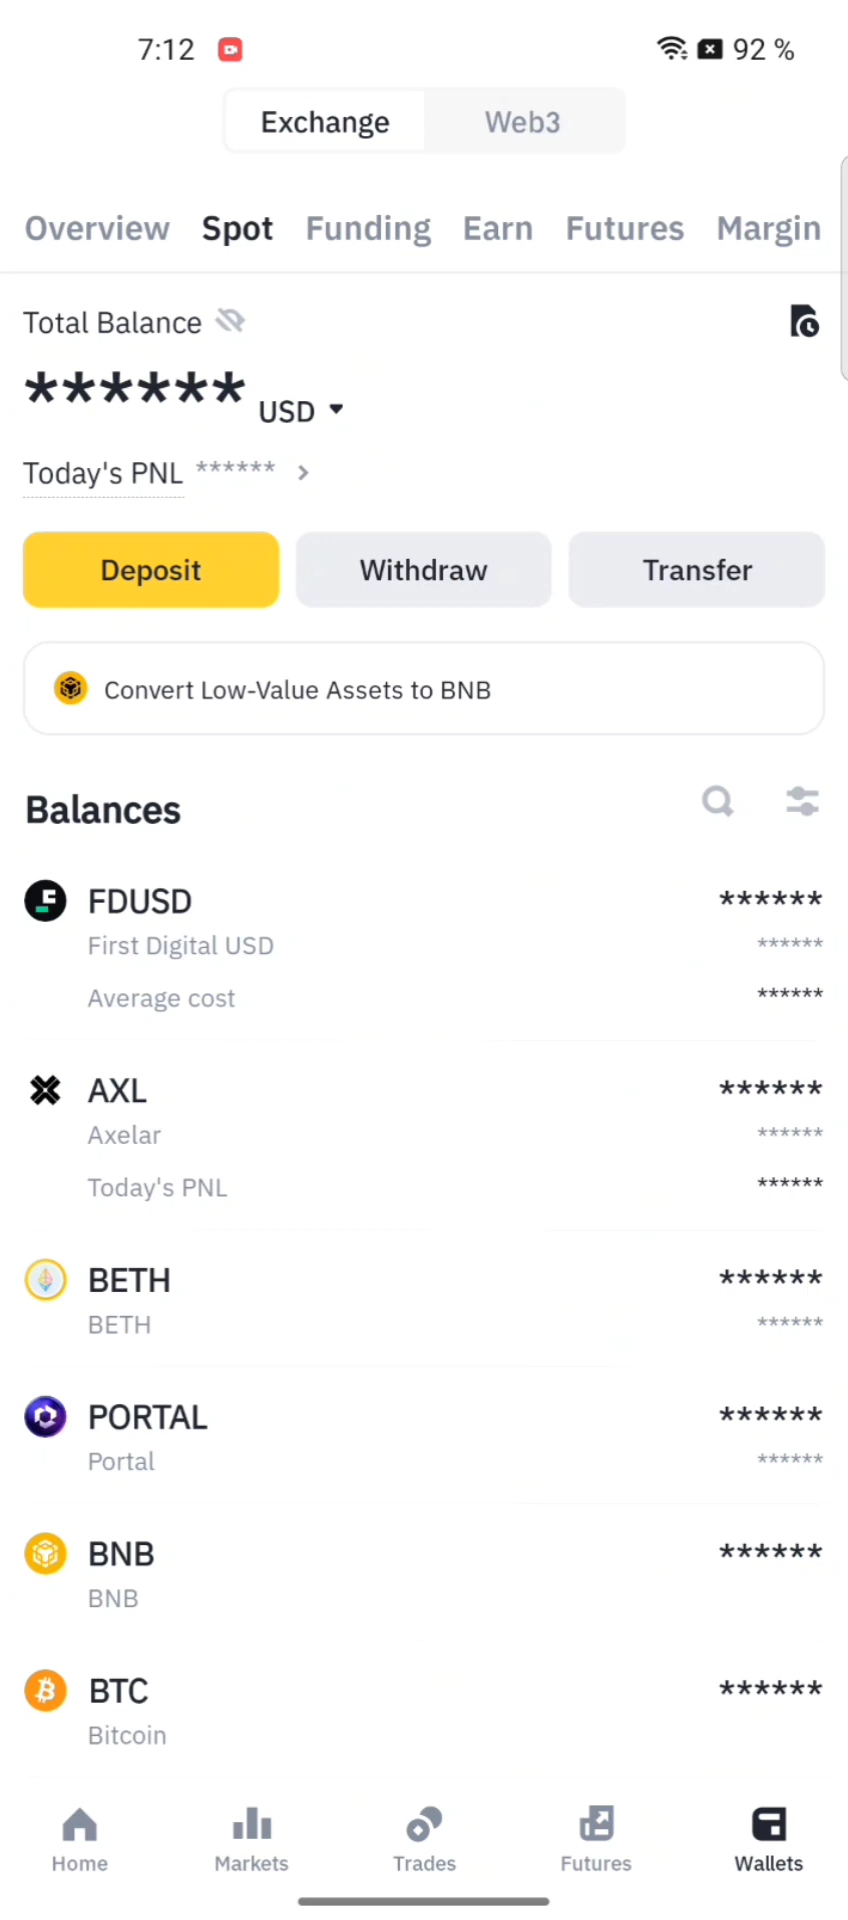 7:12 92 %
Exchange Web3
Overview Spot Funding Earn Futures Margin
Total Balance
****** USD
Today's PNL ******
Deposit Withdraw Transfer
Convert Low-Value Assets to BNB
Balances
FDUSD ******
First Digital USD ******
Average cost ******
AXL ******
Axelar ******
Today's PNL ******
BETH ******
BETH ******
PORTAL ******
Portal ******
BNB ******
BNB
BTC ******
Bitcoin
Home Markets Trades Futures Wallets